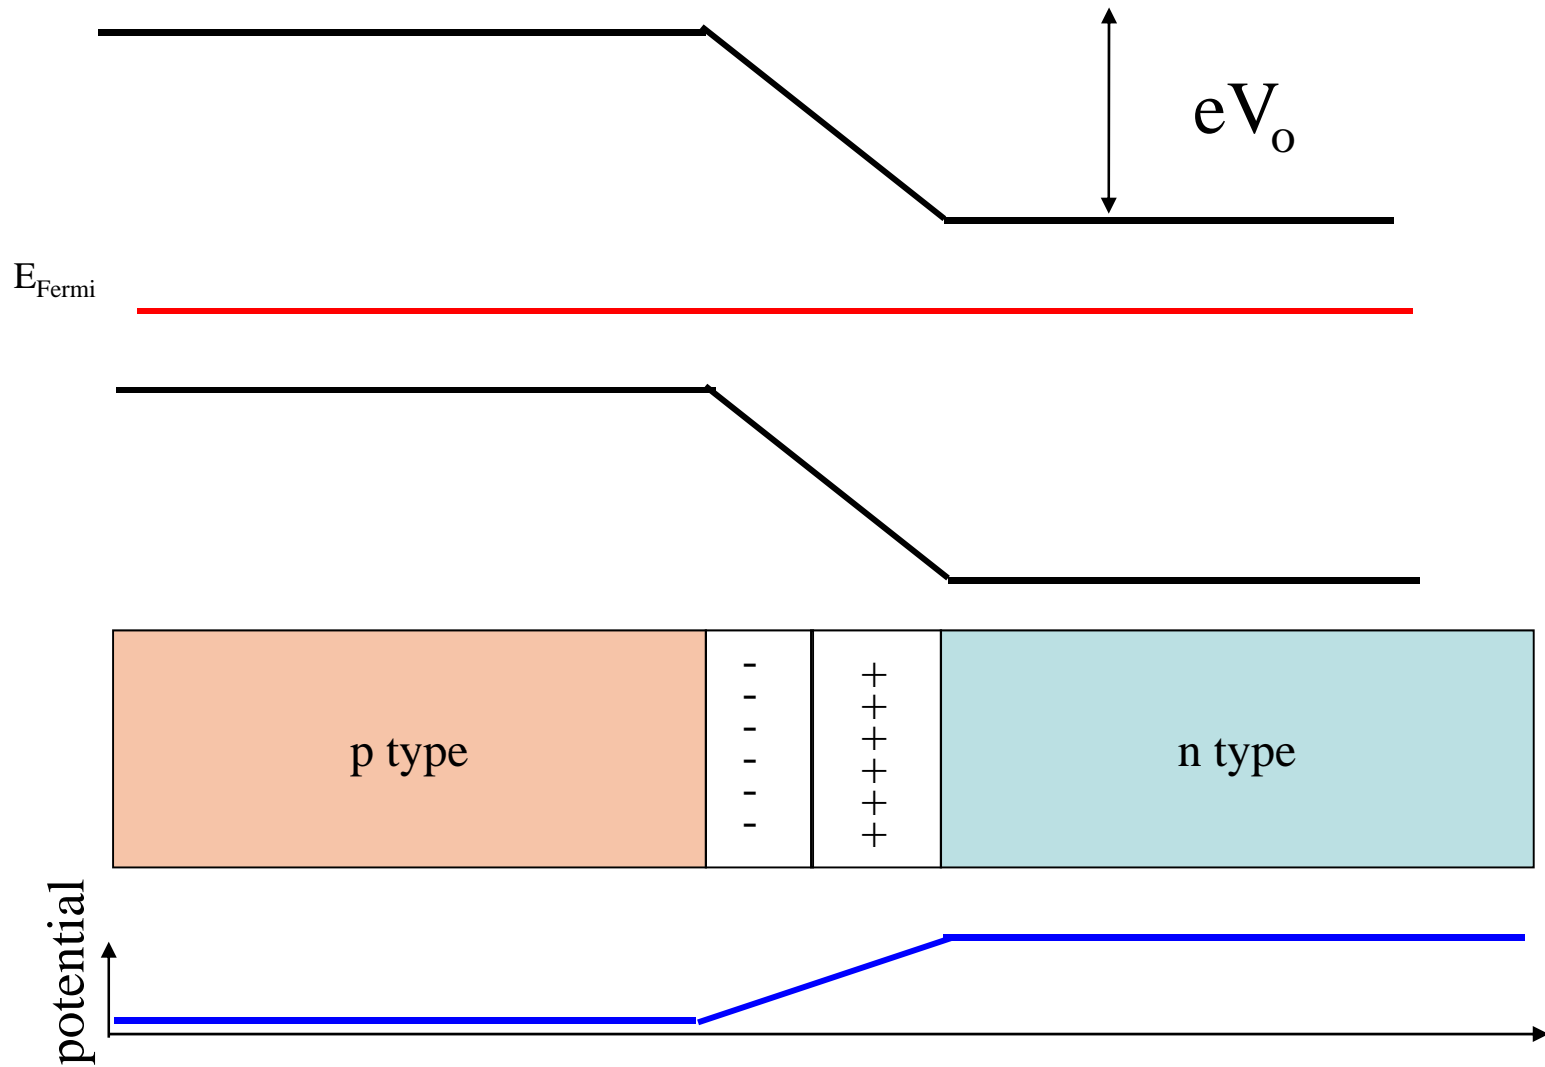 eVo
EFermi
- +
- +
- +
- +
- +
- +
p type
n type
potential